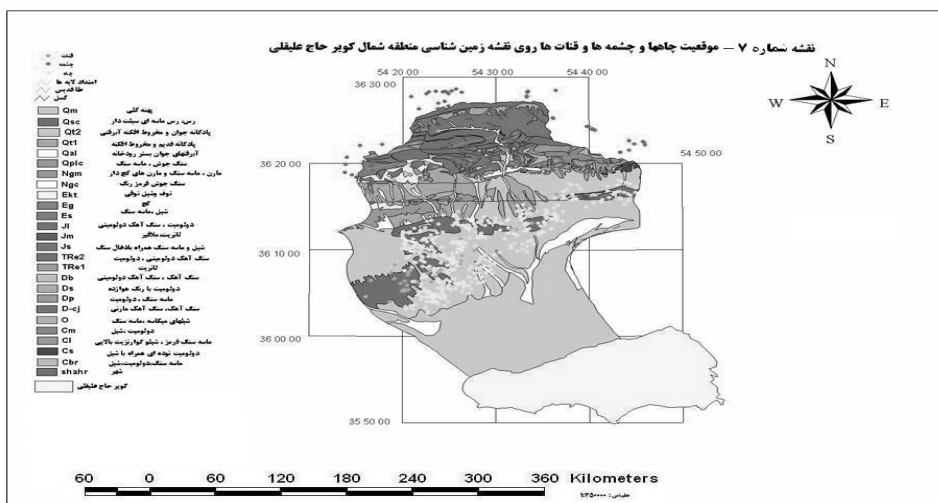 نقشه شماره ۷ – موقعیت چاهها و چشمه ها و قنات ها روی نقشه زمین شناسی منطقه شمال کویر حاج علیقلی
54 20 00
54 30 00
54 40 00
36 30 00
36 20 00
54 50 00
36 10 00
36 00 00
35 50 00
N
W
E
S
قنات
چشمه
چاه
امتداد لایه ها
طاقدیس
گسل
Qm پهنه گلی
Qsc رس، رس ماسه ای سیلت دار
Qt2 پادگانه جوان و مخروط افکنه آبرفتی
Qt1 پادگانه قدیم و مخروط افکنه
Qal آبرفتهای جوان بستر رودخانه
Qplc سنگ جوش ، ماسه سنگ
Ngm مارن ، ماسه سنگ و مارن های گچ دار
Ngc سنگ جوش قرمز رنگ
Ekt توف وشیل توفی
Eg گچ
Es شیل ،ماسه سنگ
Jl دولومیت ، سنگ آهک دولومیتی
Jm
Js شیل و ماسه سنگ همراه باذغال سنگ
TRe2 سنگ آهک دولومیتی ، دولومیت
TRe1
Db سنگ آهک ، سنگ آهک دولومیتی
Ds دولومیت با رنگ هوازده
Dp ماسه سنگ ، دولومیت
D-cj سنگ آهک، سنگ آهک مارنی
O شیلهای میکاسه ،ماسه سنگ
Cm دولومیت ،شیل
Cl ماسه سنگ قرمز ، شیلو کوارتزیت بالایی
Cs دولومیت توده ای همراه با شیل
Cbr ماسه سنگ،دولومیت،شیل
shahr شهر
کویر حاج علیقلی
60 0 60 120 180 240 300 360 Kilometers
مقیاس: ۱:۲۵۰۰۰۰